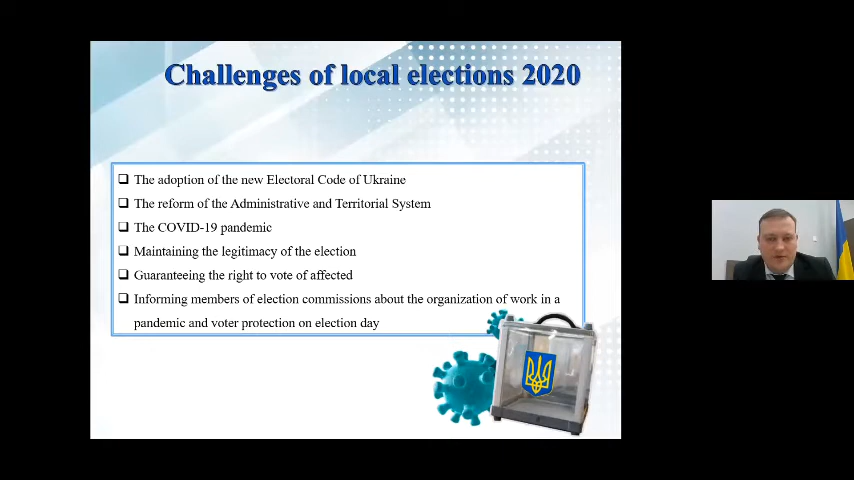 Challenges of local elections 2020
The adoption of the new Electoral Code of Ukraine
The reform of the Administrative and Territorial System
The COVID-19 pandemic
Maintaining the legitimacy of the election
Guaranteeing the right to vote of affected
Informing members of election commissions about the organization of work in a
pandemic and voter protection on election day